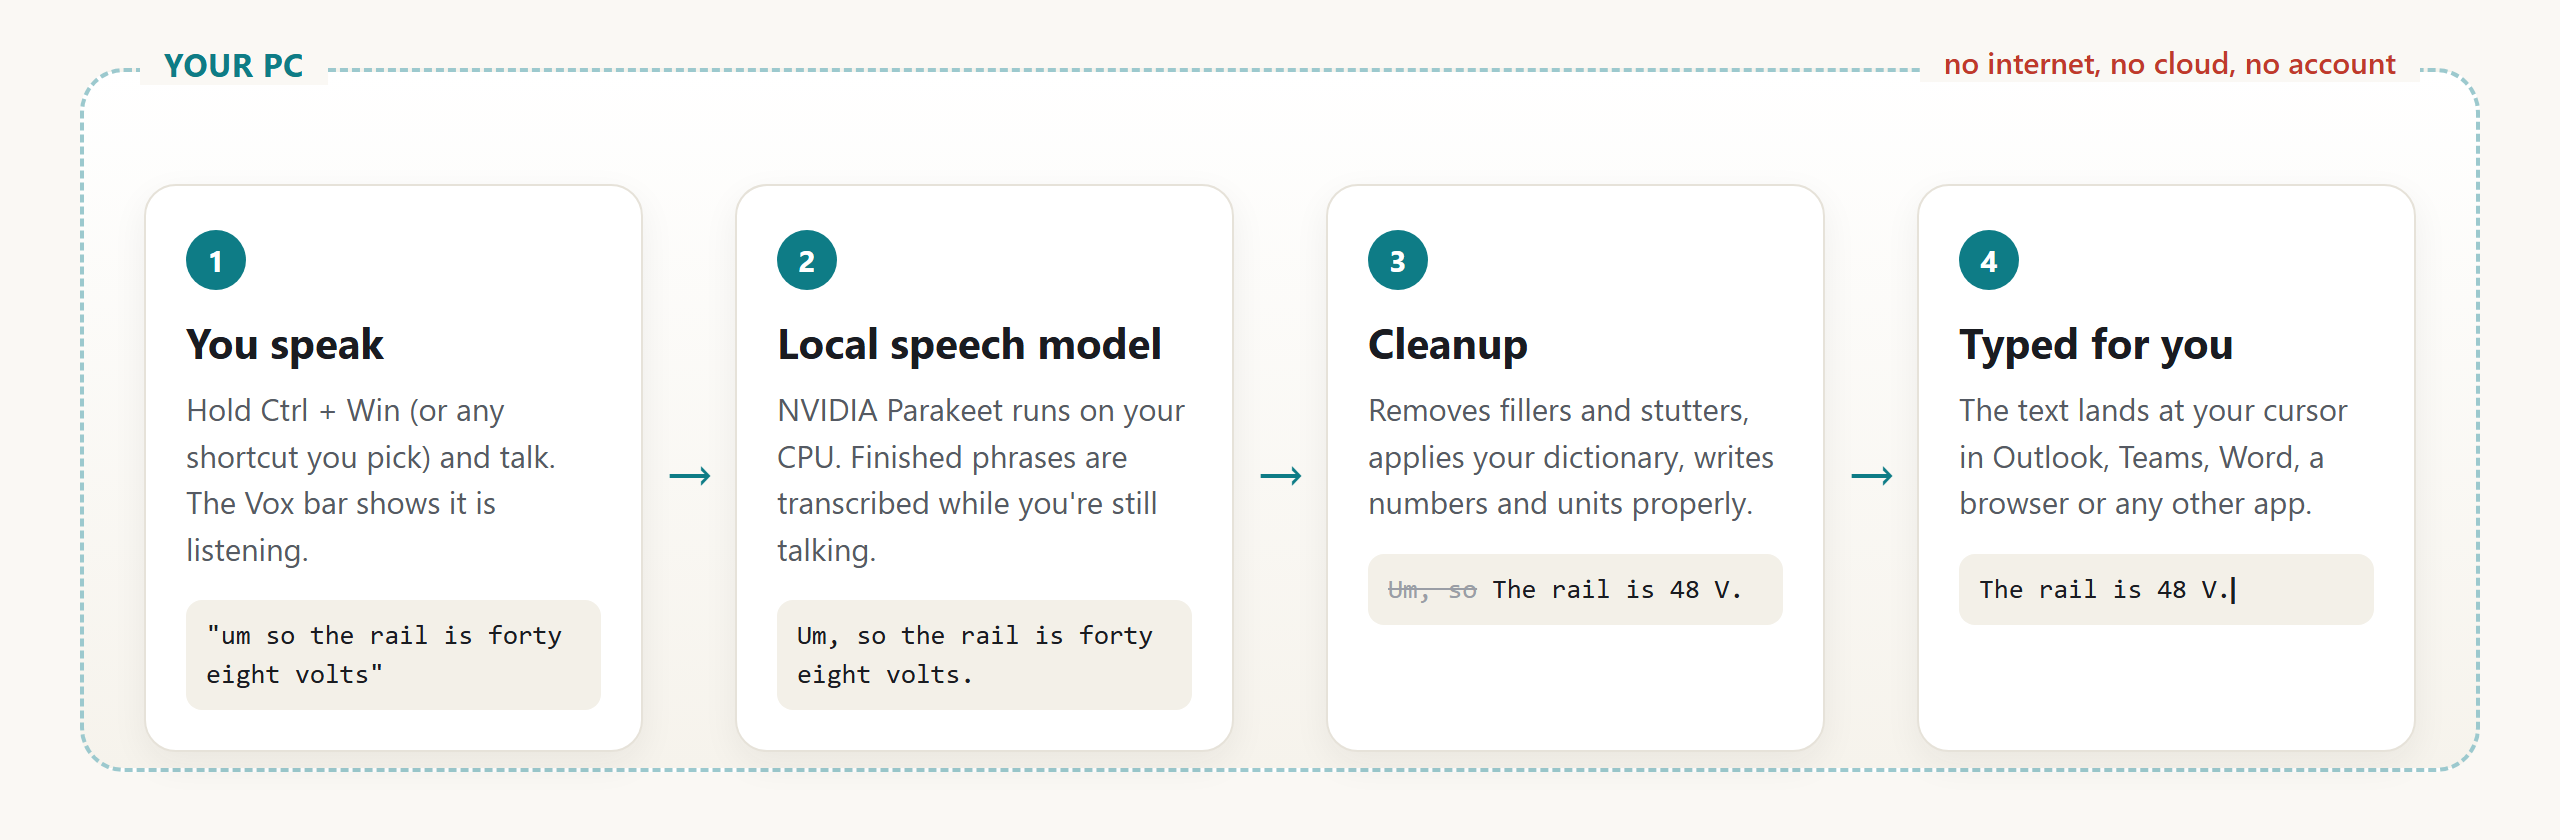 YOUR PC
no internet, no cloud, no account
1
You speak
Hold Ctrl + Win (or any
shortcut you pick) and talk.
The Vox bar shows it is
listening.
"um so the rail is forty
eight volts"
→
2
Local speech model
NVIDIA Parakeet runs on your
CPU. Finished phrases are
transcribed while you're still
talking.
Um, so the rail is forty
eight volts.
→
3
Cleanup
Removes fillers and stutters,
applies your dictionary, writes
numbers and units properly.
Um, so The rail is 48 V.
→
4
Typed for you
The text lands at your cursor
in Outlook, Teams, Word, a
browser or any other app.
The rail is 48 V.